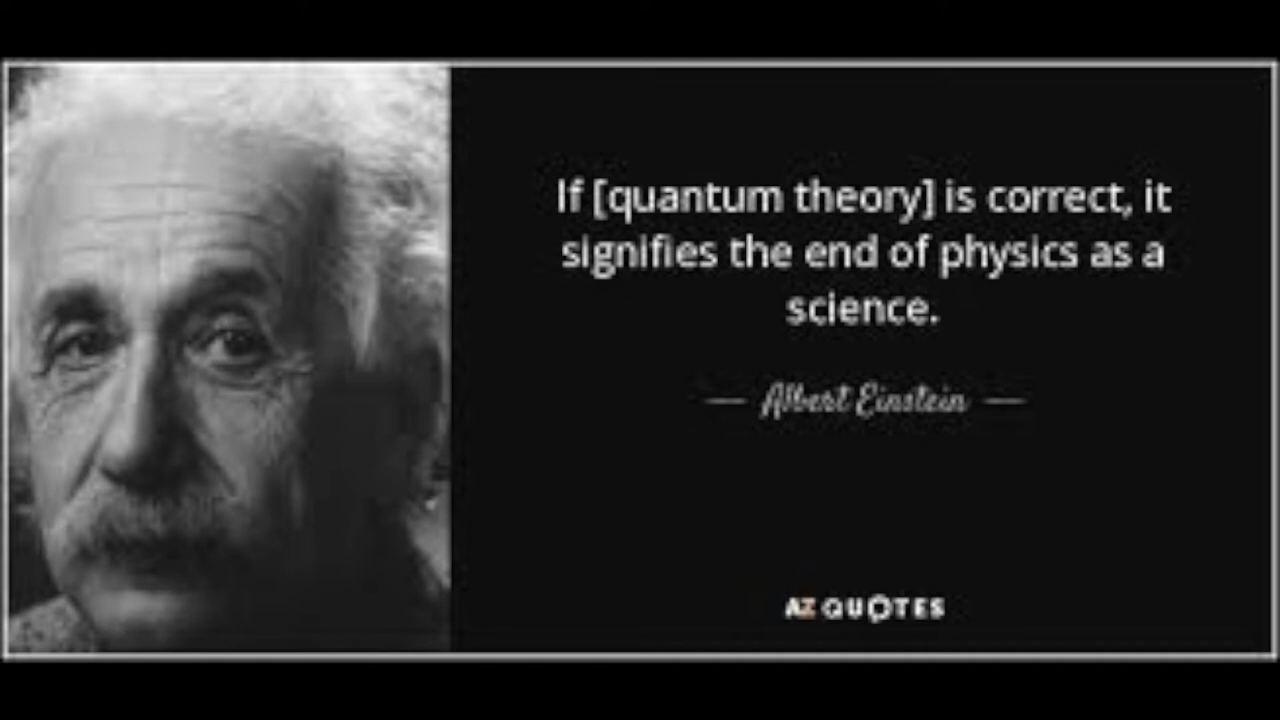 If [quantum theory] is correct, it
signifies the end of physics as a
science.
— Albert Einstein —
AZ QUOTES